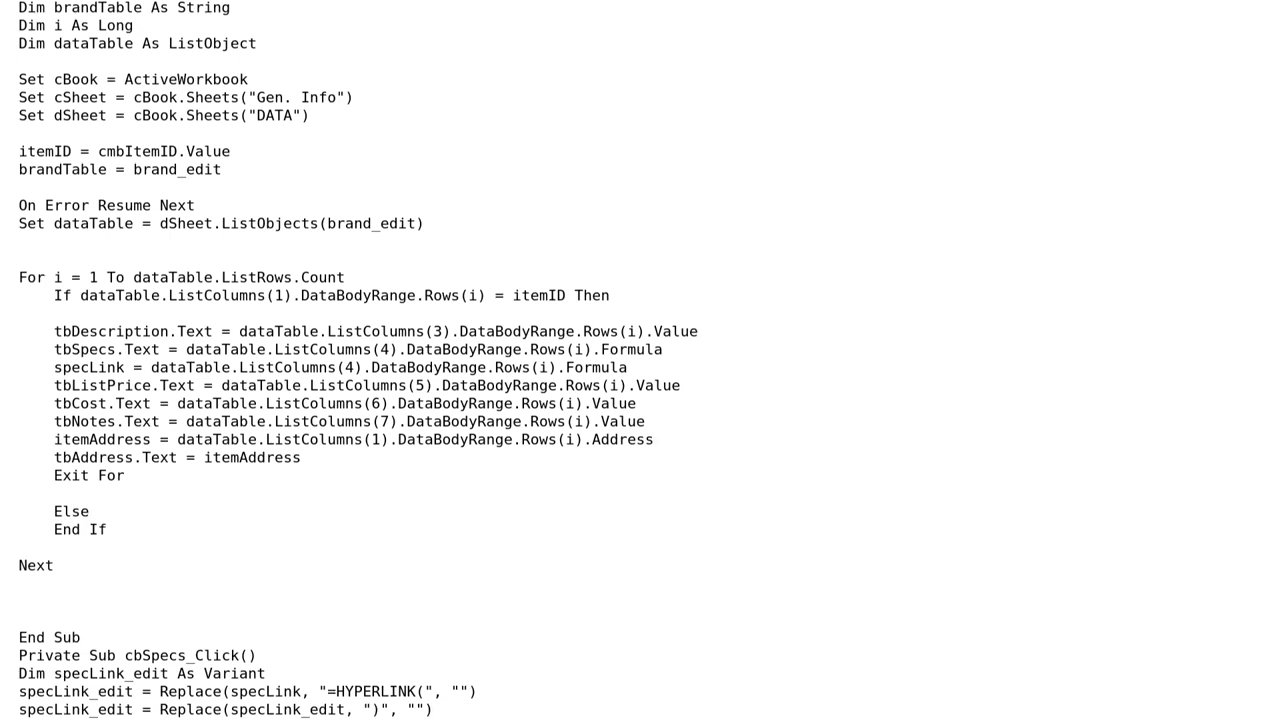 Dim brandTable As String
Dim i As Long
Dim dataTable As ListObject

Set cBook = ActiveWorkbook
Set cSheet = cBook.Sheets("Gen. Info")
Set dSheet = cBook.Sheets("DATA")

itemID = cmbItemID.Value
brandTable = brand_edit

On Error Resume Next
Set dataTable = dSheet.ListObjects(brand_edit)


For i = 1 To dataTable.ListRows.Count
    If dataTable.ListColumns(1).DataBodyRange.Rows(i) = itemID Then

    tbDescription.Text = dataTable.ListColumns(3).DataBodyRange.Rows(i).Value
    tbSpecs.Text = dataTable.ListColumns(4).DataBodyRange.Rows(i).Formula
    specLink = dataTable.ListColumns(4).DataBodyRange.Rows(i).Formula
    tbListPrice.Text = dataTable.ListColumns(5).DataBodyRange.Rows(i).Value
    tbCost.Text = dataTable.ListColumns(6).DataBodyRange.Rows(i).Value
    tbNotes.Text = dataTable.ListColumns(7).DataBodyRange.Rows(i).Value
    itemAddress = dataTable.ListColumns(1).DataBodyRange.Rows(i).Address
    tbAddress.Text = itemAddress
    Exit For

    Else
    End If

Next



End Sub
Private Sub cbSpecs_Click()
Dim specLink_edit As Variant
specLink_edit = Replace(specLink, "=HYPERLINK(", "")
specLink_edit = Replace(specLink_edit, ")", "")